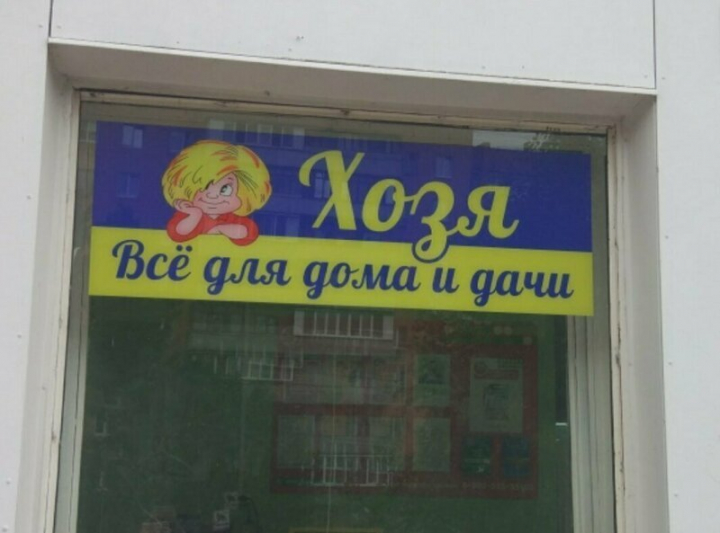 Хозя
Всё для дома и дачи